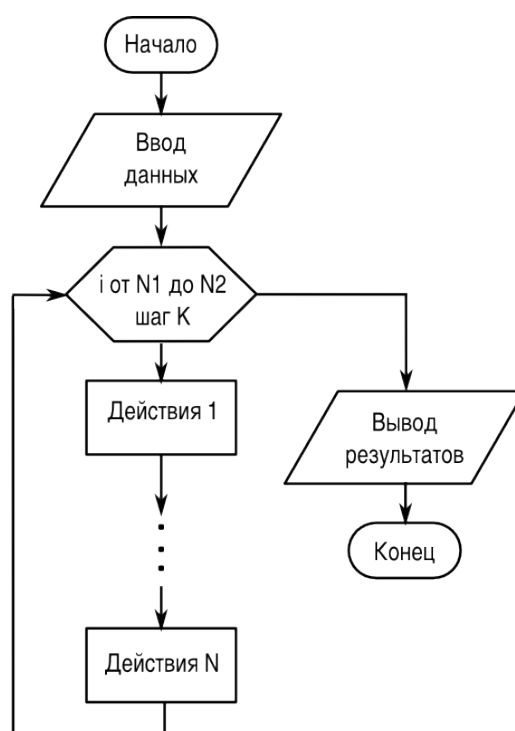 Начало
Ввод
данных
i от N1 до N2
шаг K
Действия 1
Действия N
Вывод
результатов
Конец